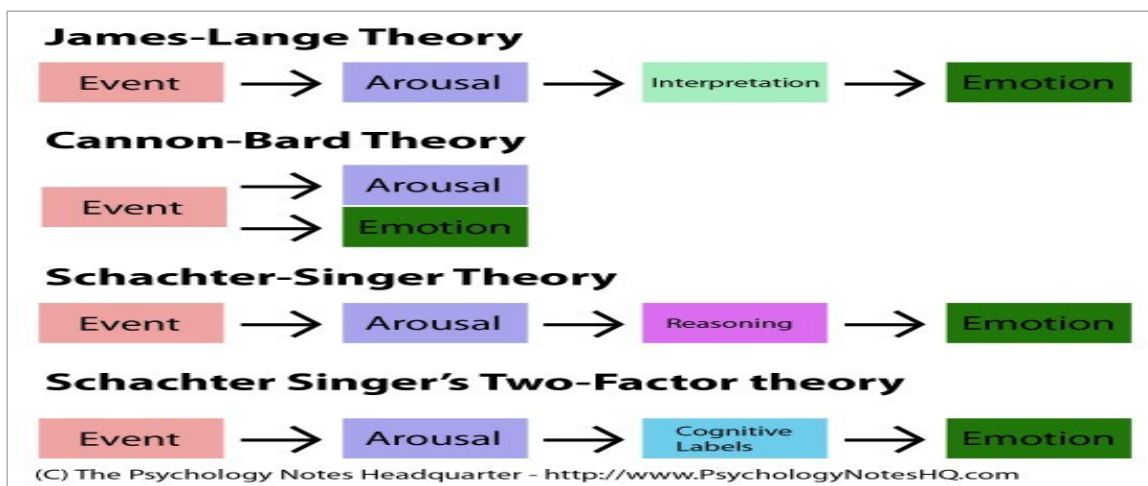 James-Lange Theory
Event Arousal Interpretation Emotion
Cannon-Bard Theory
Arousal
Event
Emotion
Schachter-Singer Theory
Event Arousal Reasoning Emotion
Schachter Singer's Two-Factor theory
Event Arousal Cognitive Labels Emotion
(C) The Psychology Notes Headquarter - http://www.PsychologyNotesHQ.com